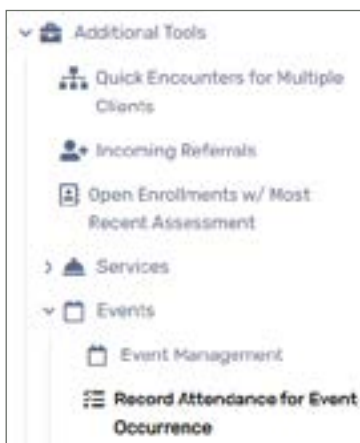 Additional Tools
Quick Encounters for Multiple
Clients
Incoming Referrals
Open Enrollments w/ Most
Recent Assessment
Services
Events
Event Management
Record Attendance for Event
Occurrence